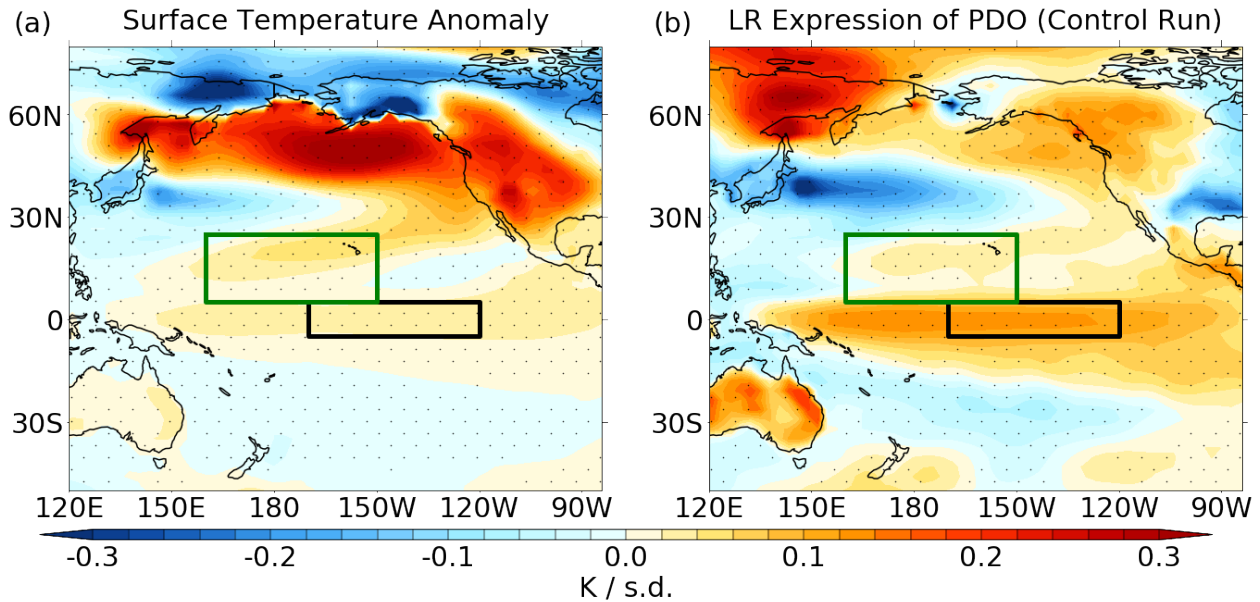 (a) Surface Temperature Anomaly
(b) LR Expression of PDO (Control Run)
60N
30N
0
30S
120E 150E 180 150W 120W 90W
60N
30N
0
30S
120E 150E 180 150W 120W 90W
-0.3 -0.2 -0.1 0.0 0.1 0.2 0.3
K / s.d.